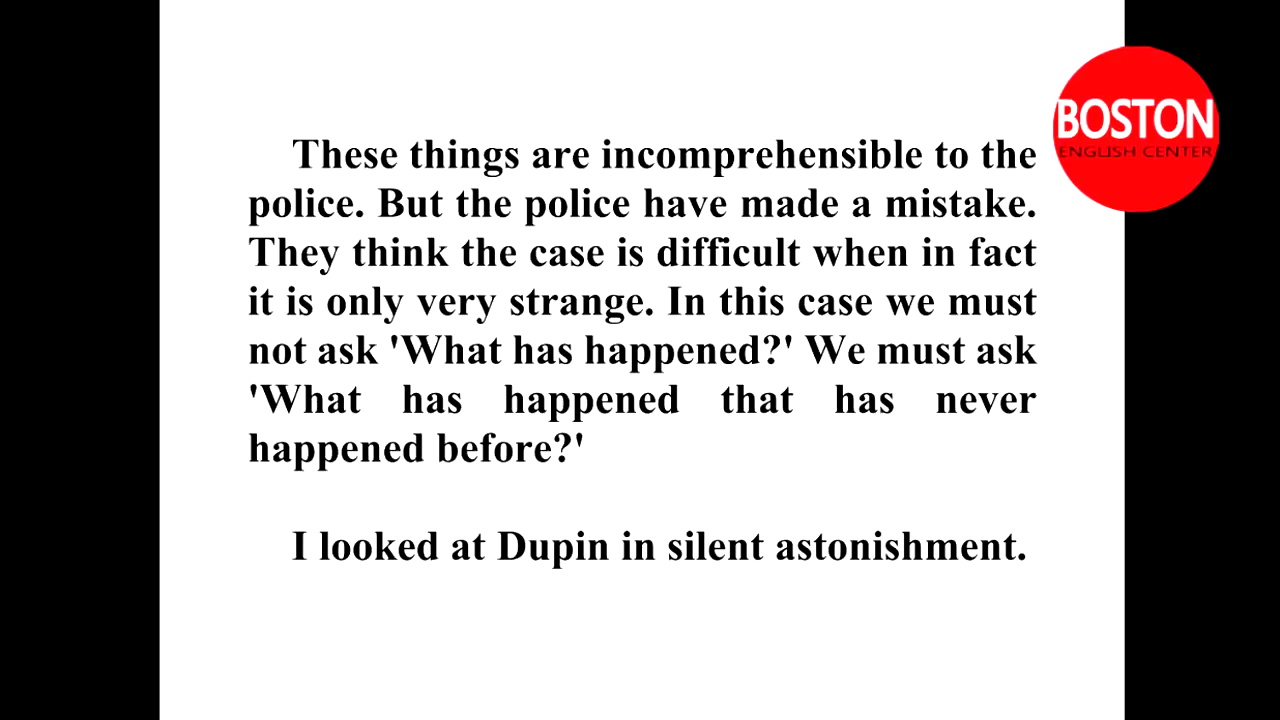 BOSTON
ENGLISH CENTER
These things are incomprehensible to the
police. But the police have made a mistake.
They think the case is difficult when in fact
it is only very strange. In this case we must
not ask 'What has happened?' We must ask
'What has happened that has never
happened before?'
I looked at Dupin in silent astonishment.